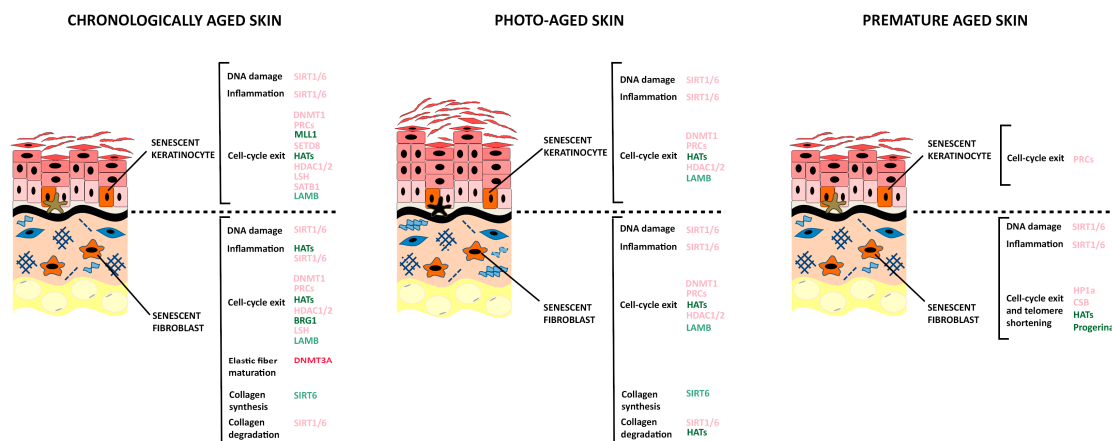 CHRONOLOGICALLY AGED SKIN
DNA damage SIRT1/6
Inflammation SIRT1/6
SENESCENT
KERATINOCYTE
Cell-cycle exit
DNMT1
PRCs
MLL1
SETD8
HATs
HDAC1/2
LSH
SATB1
LAMB
DNA damage SIRT1/6
Inflammation HATs
SIRT1/6
SENESCENT
FIBROBLAST
Cell-cycle exit
DNMT1
PRCs
HATs
HDAC1/2
BRG1
LSH
LAMB
Elastic fiber
maturation
DNMT3A
Collagen
synthesis
SIRT6
Collagen
degradation
SIRT1/6
PHOTO-AGED SKIN
DNA damage SIRT1/6
Inflammation SIRT1/6
SENESCENT
KERATINOCYTE
Cell-cycle exit
DNMT1
PRCs
HATs
HDAC1/2
LAMB
DNA damage SIRT1/6
Inflammation SIRT1/6
SENESCENT
FIBROBLAST
Cell-cycle exit
DNMT1
PRCs
HATs
HDAC1/2
LAMB
Collagen
synthesis
SIRT6
Collagen
degradation
SIRT1/6
HATs
PREMATURE AGED SKIN
SENESCENT
KERATINOCYTE
Cell-cycle exit PRCs
DNA damage SIRT1/6
Inflammation SIRT1/6
SENESCENT
FIBROBLAST
Cell-cycle exit
and telomere
shortening
HP1a
CSB
HATs
Progerina